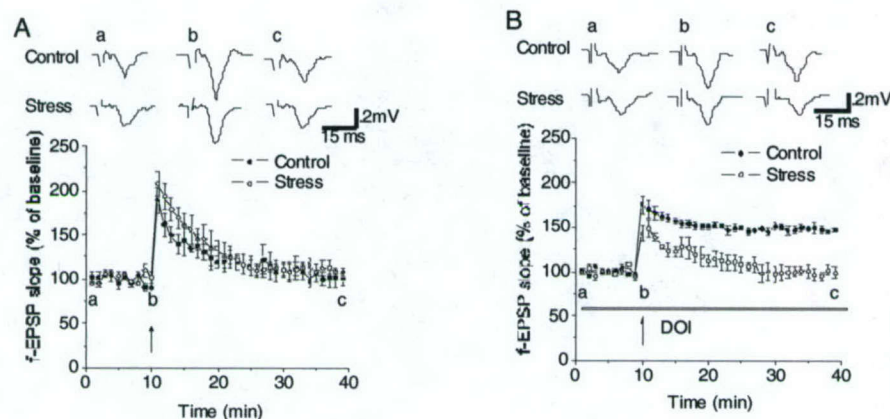 A
a b c
Control
Stress
.2mV
15 ms
Control
Stress
-EPSP slope (% of baseline)
250
200
150
100
50
0
a b c
0 10 20 30 40
Time (min)
B
a b c
Control
Stress
.2mV
15 ms
Control
Stress
f-EPSP slope (% of baseline)
250
200
150
100
50
0
a b c
DOI
0 10 20 30 40
Time (min)